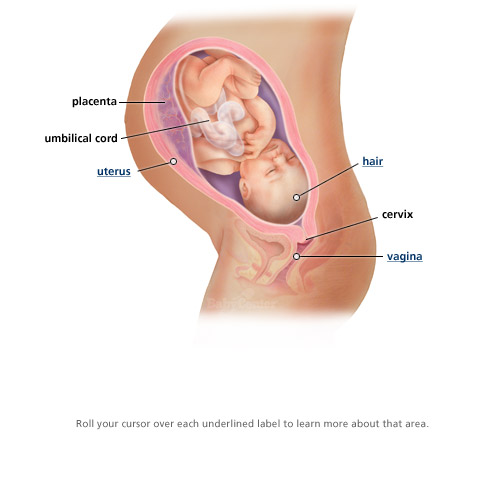 placenta
umbilical cord
uterus
hair
cervix
vagina
Roll your cursor over each underlined label to learn more about that area.